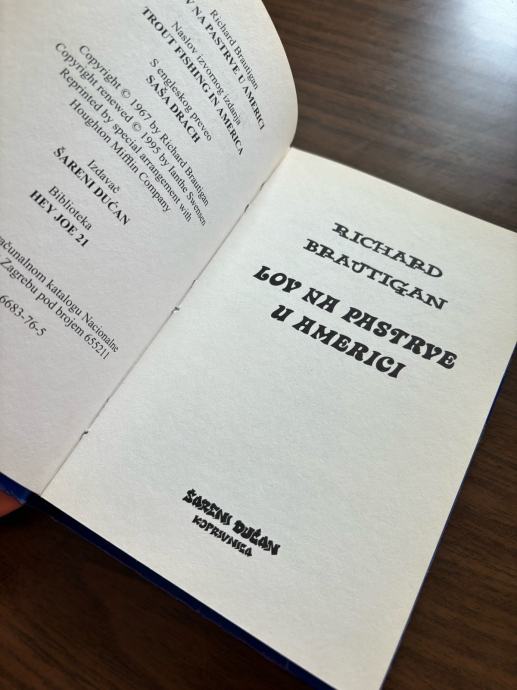 Richard Brautigan
V NA PASTRVE U AMERICI
Naslov izvornog izdanja
TROUT FISHING IN AMERICA
S engleskog preveo
SAŠA DRACH
Copyright © 1967 by Richard Brautigan
Copyright renewed © 1995 by Ianthe Swensen
Reprinted by special arrangement with
Houghton Mifflin Company
Izdavač
ŠARENI DUĆAN
Biblioteka
HEY JOE 21
ačunalnom katalogu Nacionalne
Zagrebu pod brojem 655211
6683-76-5
RICHARD
BRAUTIGAN
LOV NA PASTRVE
U AMERICI
ŠARENI DUĆAN
KOPRIVNICA